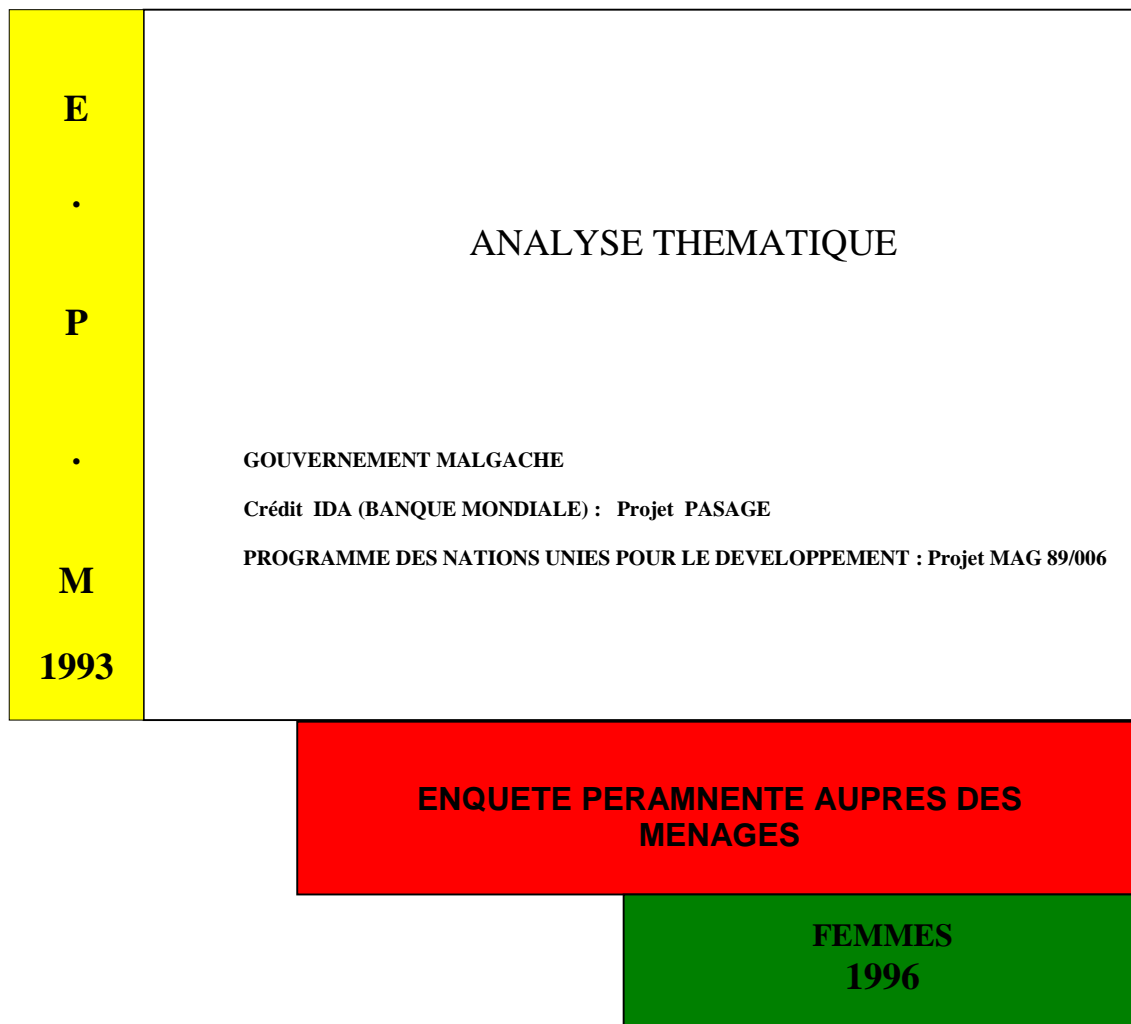 E
.
P
.
M
1993
ANALYSE THEMATIQUE
GOUVERNEMENT MALGACHE
Crédit IDA (BANQUE MONDIALE) : Projet PASAGE
PROGRAMME DES NATIONS UNIES POUR LE DEVELOPPEMENT : Projet MAG 89/006
ENQUETE PERAMNENTE AUPRES DES
MENAGES
FEMMES
1996